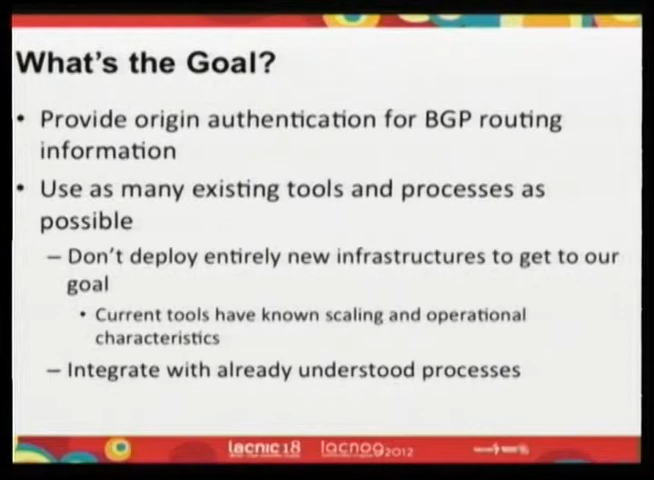 What's the Goal?
• Provide origin authentication for BGP routing
information
• Use as many existing tools and processes as
possible
– Don't deploy entirely new infrastructures to get to our
goal
• Current tools have known scaling and operational
characteristics
– Integrate with already understood processes
lacnic 18 lacnog2012